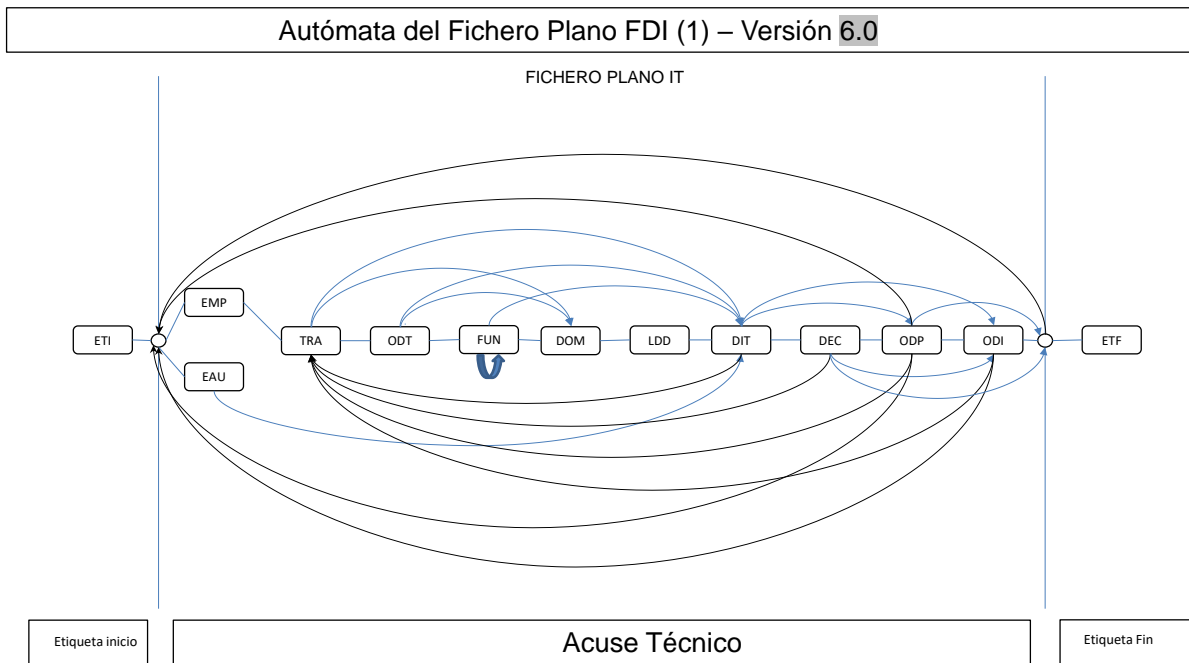 Autómata del Fichero Plano FDI (1) – Versión 6.0
FICHERO PLANO IT
EMP
ETI
TRA
ODT
FUN
DOM
LDD
DIT
DEC
ODP
ODI
ETF
EAU
Etiqueta inicio
Acuse Técnico
Etiqueta Fin